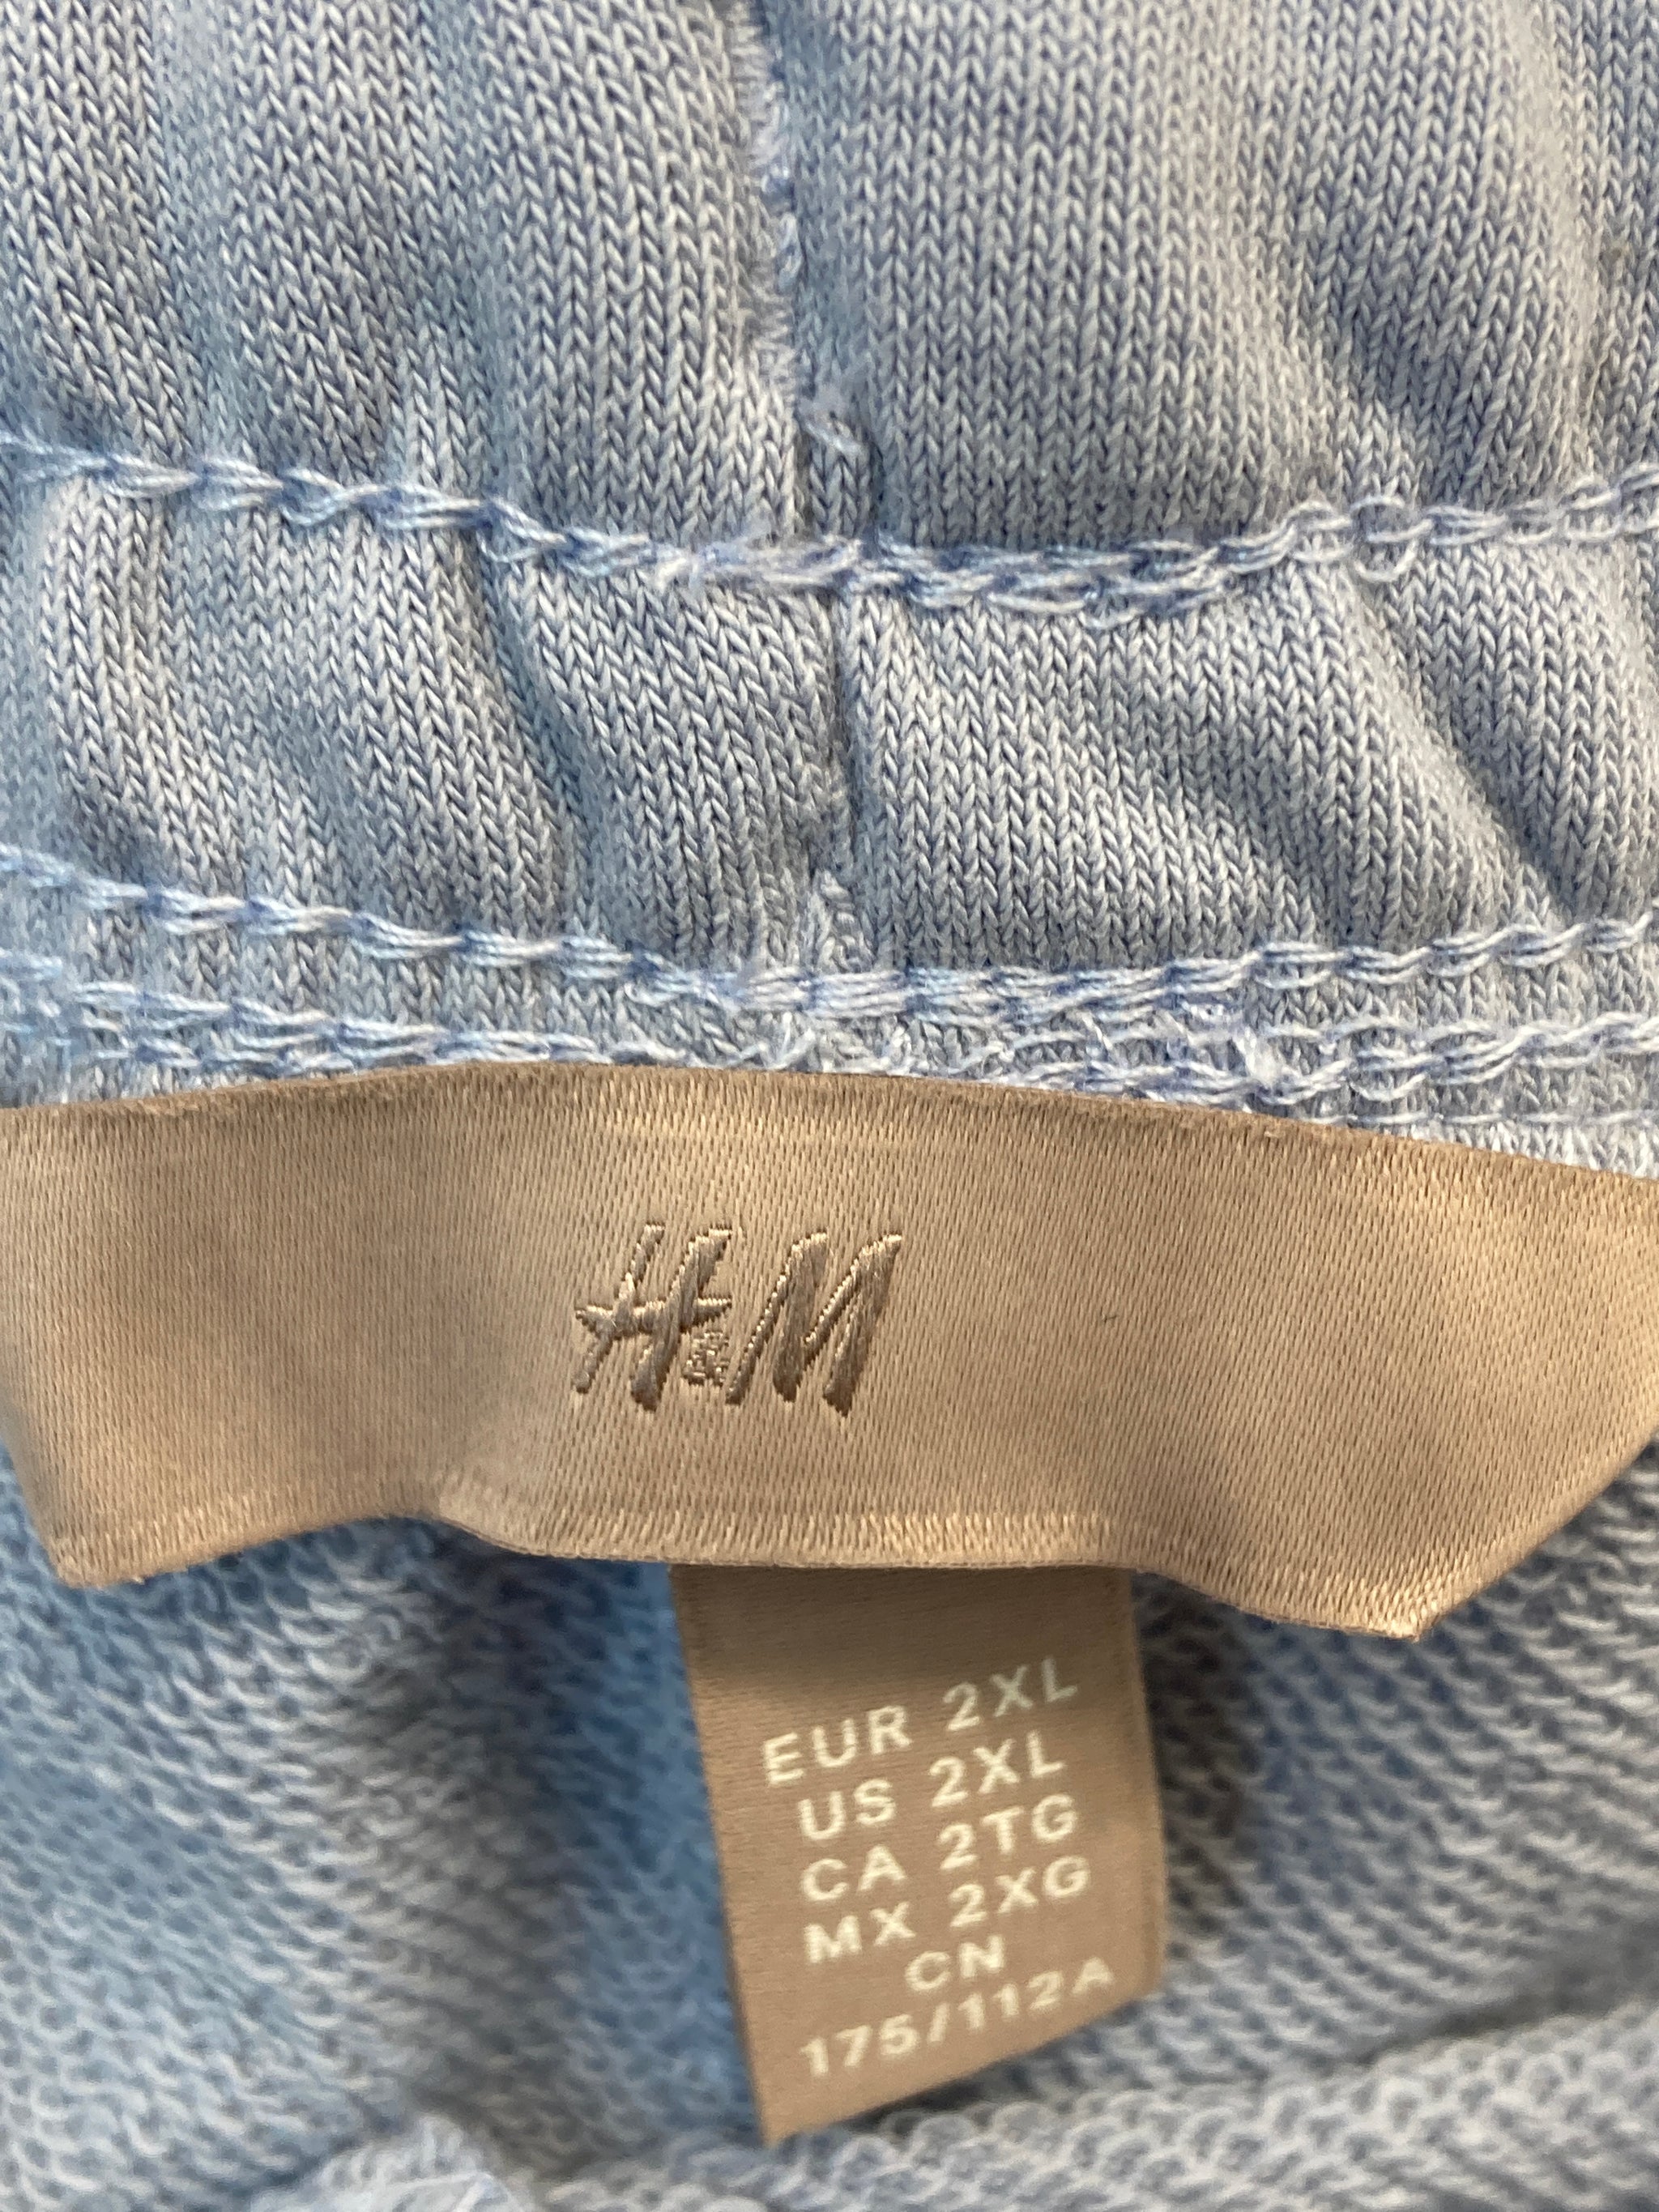 H&M
EUR 2XL
US 2XL
CA 2TG
MX 2XG
CN
175/112A